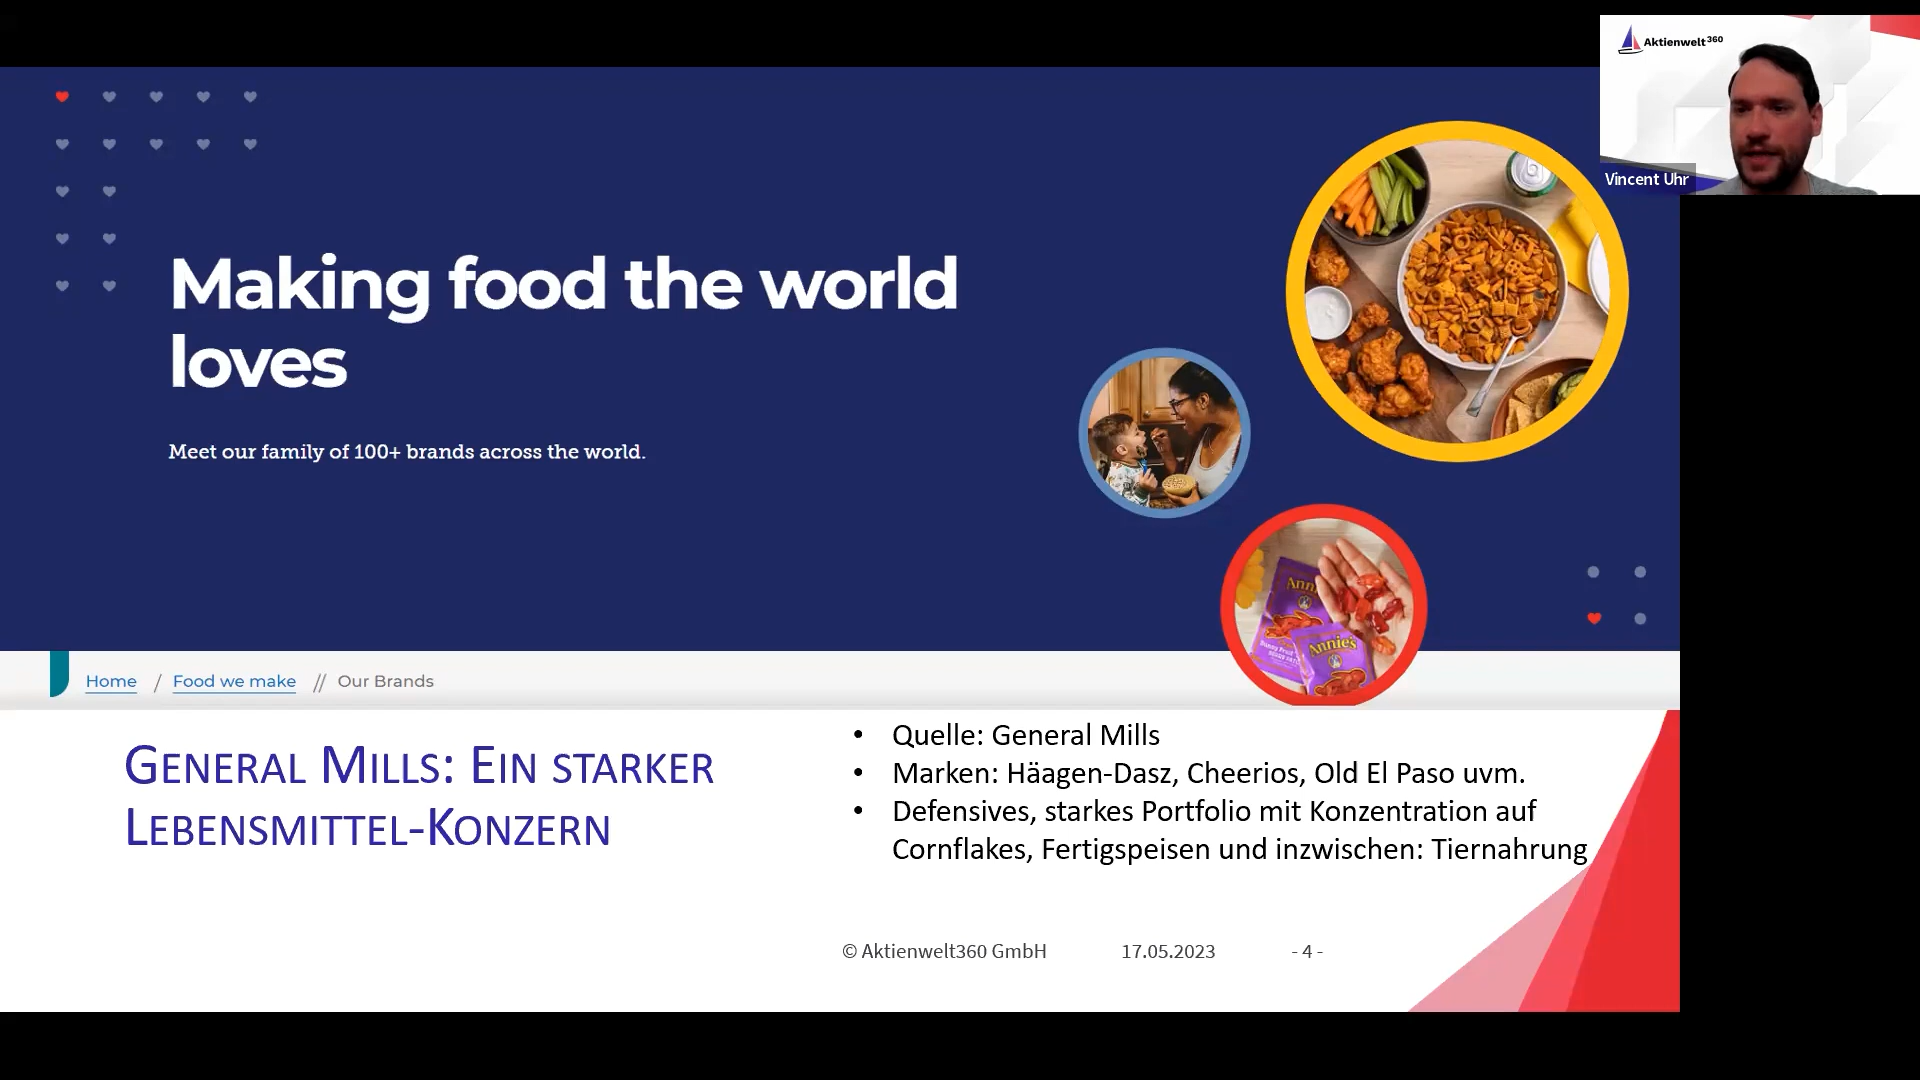 Aktienwelt360
Vincent Uhr
Making food the world
loves
Meet our family of 100+ brands across the world.
Annie's
Home / Food we make // Our Brands
GENERAL MILLS: EIN STARKER
LEBENSMITTEL-KONZERN
• Quelle: General Mills
• Marken: Häagen-Dasz, Cheerios, Old El Paso uvm.
• Defensives, starkes Portfolio mit Konzentration auf
Cornflakes, Fertigspeisen und inzwischen: Tiernahrung
© Aktienwelt360 GmbH 17.05.2023 - 4 -